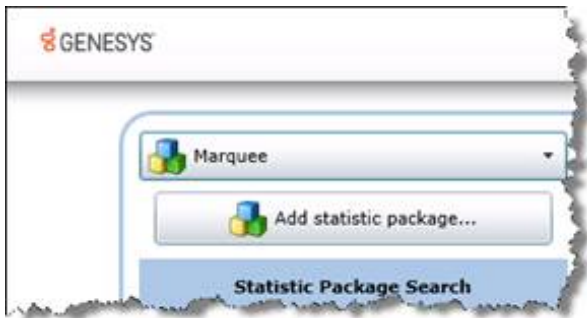 GENESYS
Marquee
Add statistic package...
Statistic Package Search